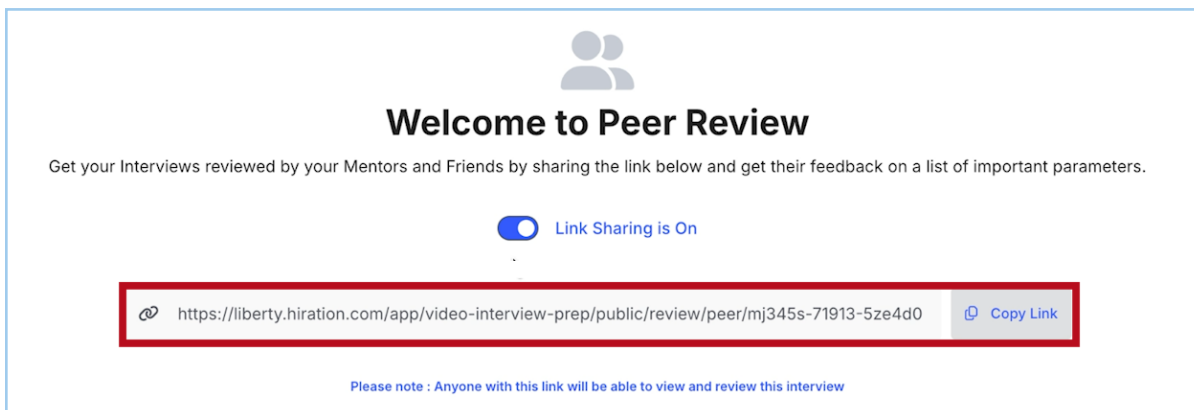 Welcome to Peer Review
Get your Interviews reviewed by your Mentors and Friends by sharing the link below and get their feedback on a list of important parameters.
Link Sharing is On
https://liberty.hiration.com/app/video-interview-prep/public/review/peer/mj345s-71913-5ze4d0 Copy Link
Please note : Anyone with this link will be able to view and review this interview